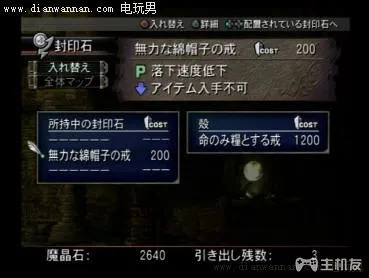 www.dianwannan.com 电玩男
入れ替え 詳細 配置されている封印石へ
封印石
入れ替え
全体マップ
無力な綿帽子の戒 COST 200
P 落下速度低下
アイテム入手不可
所持中の封印石 COST
無力な綿帽子の戒 200
殻 COST
命のみ糧とする戒 1200
www.dianwannan.com
魔晶石: 2640 引き出し残数: 3
主机友